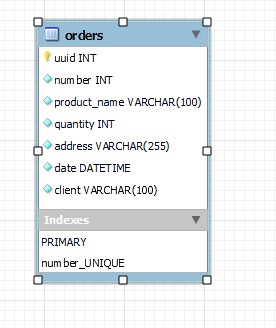 orders
uuid INT
number INT
product_name VARCHAR(100)
quantity INT
address VARCHAR(255)
date DATETIME
client VARCHAR(100)
Indexes
PRIMARY
number_UNIQUE